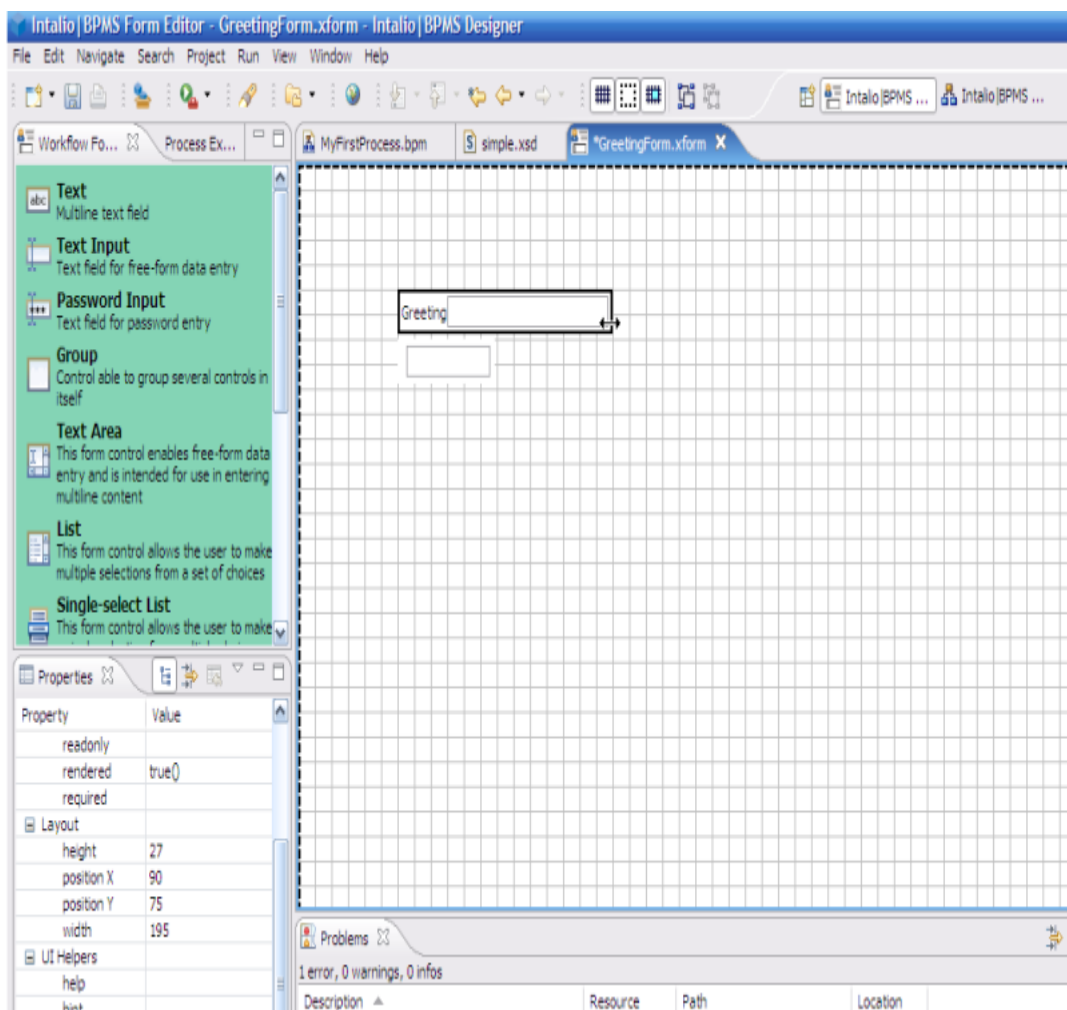 Intalio|BPMS Form Editor - GreetingForm.xform - Intalio|BPMS Designer
File Edit Navigate Search Project Run View Window Help
Intalio|BPMS ... Intalio|BPMS ...
Workflow Fo... Process Ex...
MyFirstProcess.bpm simple.xsd *GreetingForm.xform
abc
Text
Multiline text field
Text Input
Text field for free-form data entry
Password Input
Text field for password entry
Group
Control able to group several controls in
itself
Text Area
This form control enables free-form data
entry and is intended for use in entering
multiline content
List
This form control allows the user to make
multiple selections from a set of choices
Single-select List
This form control allows the user to make
Greeting
Properties
Property Value
readonly
rendered true()
required
Layout
height 27
position X 90
position Y 75
width 195
UI Helpers
help
hint
Problems
1 error, 0 warnings, 0 infos
Description Resource Path Location